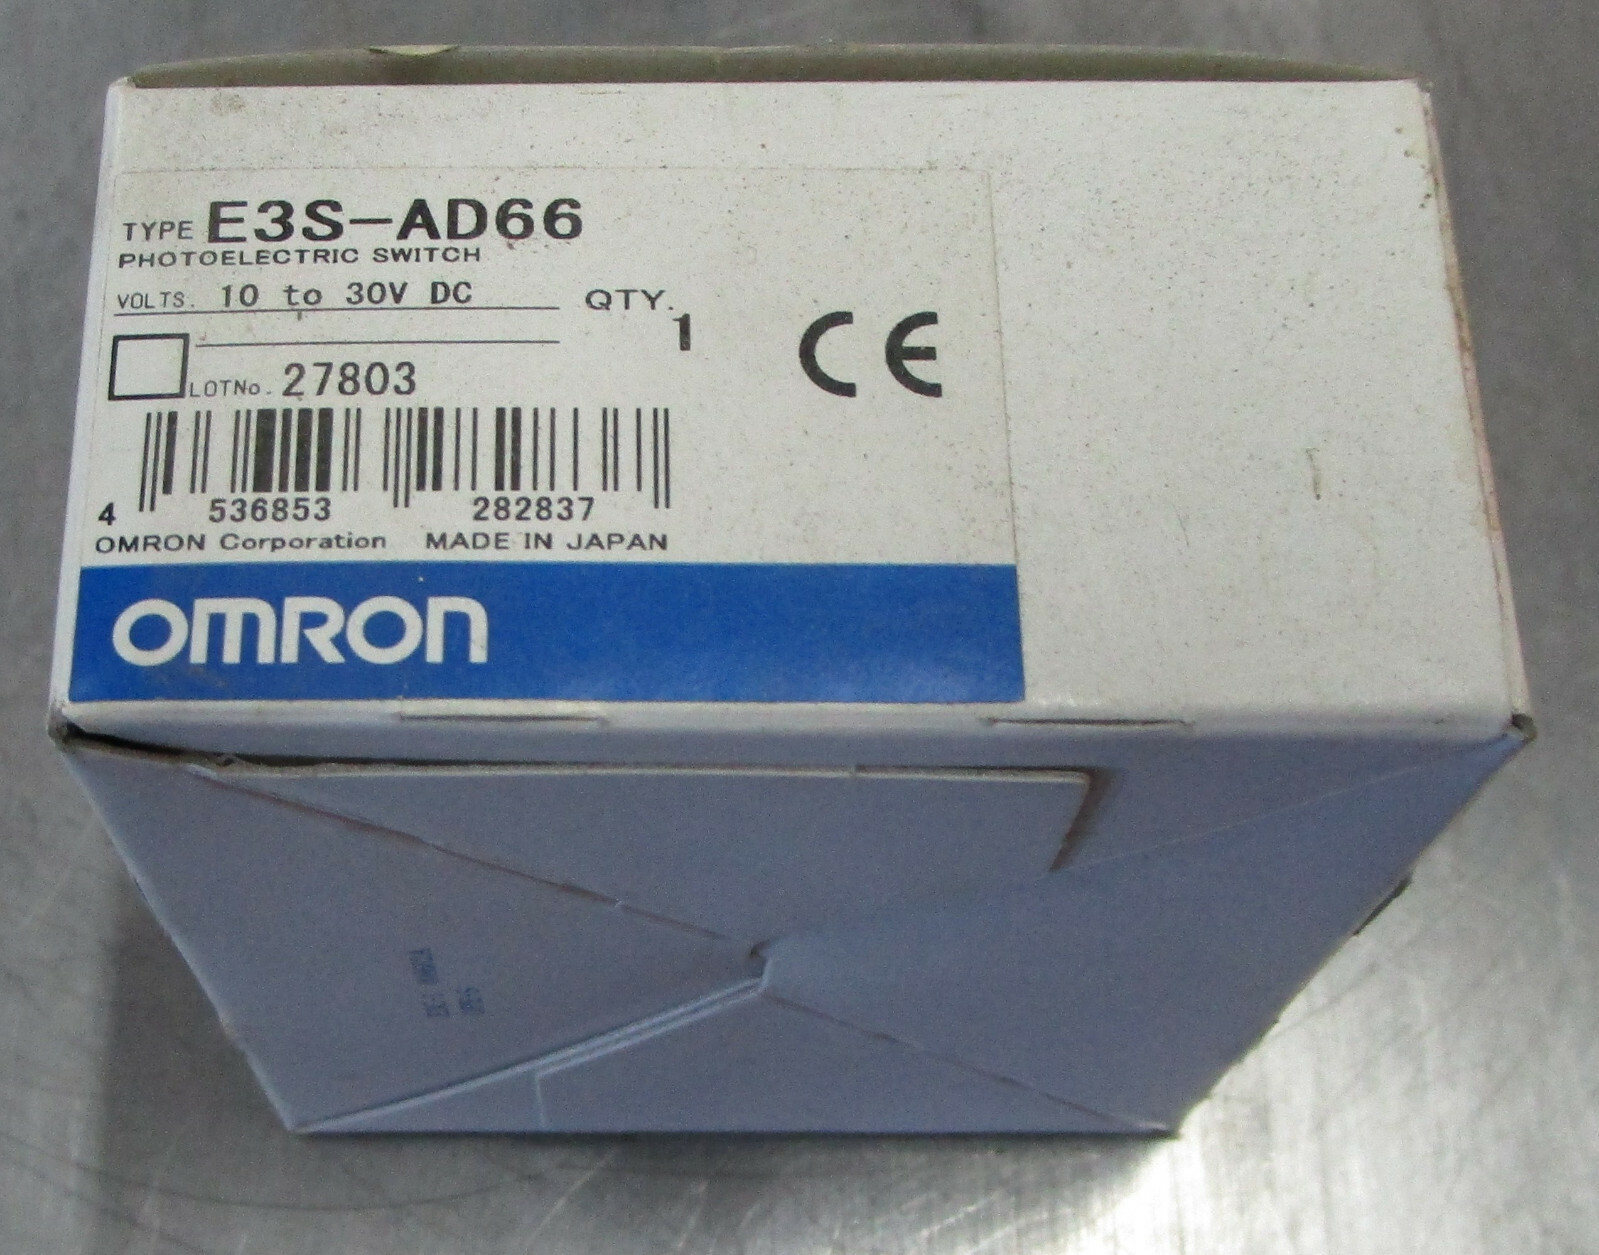 TYPE E3S-AD66
PHOTOELECTRIC SWITCH
VOLTS. 10 to 30V DC
QTY. 1
CE
LOTNo. 27803
4 536853 282837
OMRON Corporation MADE IN JAPAN
OMRON